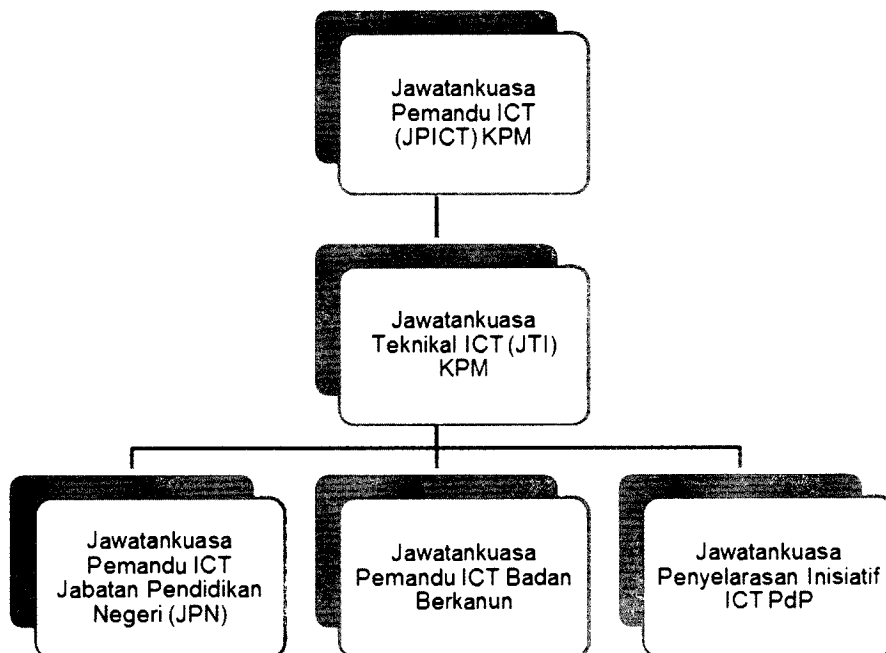 Jawatankuasa
Pemandu ICT
(JPICT) KPM
Jawatankuasa
Teknikal ICT (JTI)
KPM
Jawatankuasa
Pemandu ICT
Jabatan Pendidikan
Negeri (JPN)
Jawatankuasa
Pemandu ICT Badan
Berkanun
Jawatankuasa
Penyelarasan Inisiatif
ICT PdP